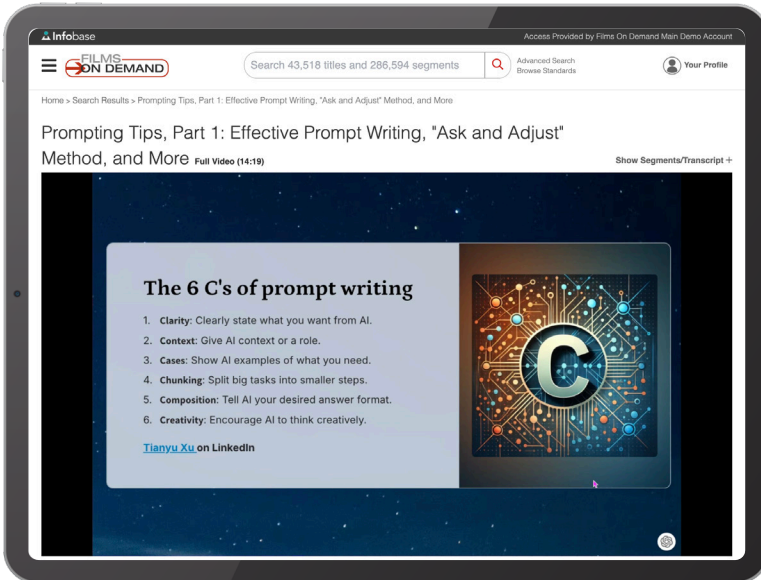 Infobase
Access Provided by Films On Demand Main Demo Account
FILMS
ON DEMAND
Search 43,518 titles and 286,594 segments
Advanced Search
Browse Standards
Your Profile
Home > Search Results > Prompting Tips, Part 1: Effective Prompt Writing, "Ask and Adjust" Method, and More
Prompting Tips, Part 1: Effective Prompt Writing, "Ask and Adjust"
Method, and More Full Video (14:19)
Show Segments/Transcript +
The 6 C's of prompt writing
1. Clarity: Clearly state what you want from AI.
2. Context: Give AI context or a role.
3. Cases: Show AI examples of what you need.
4. Chunking: Split big tasks into smaller steps.
5. Composition: Tell AI your desired answer format.
6. Creativity: Encourage AI to think creatively.
Tianyu Xu on LinkedIn
C